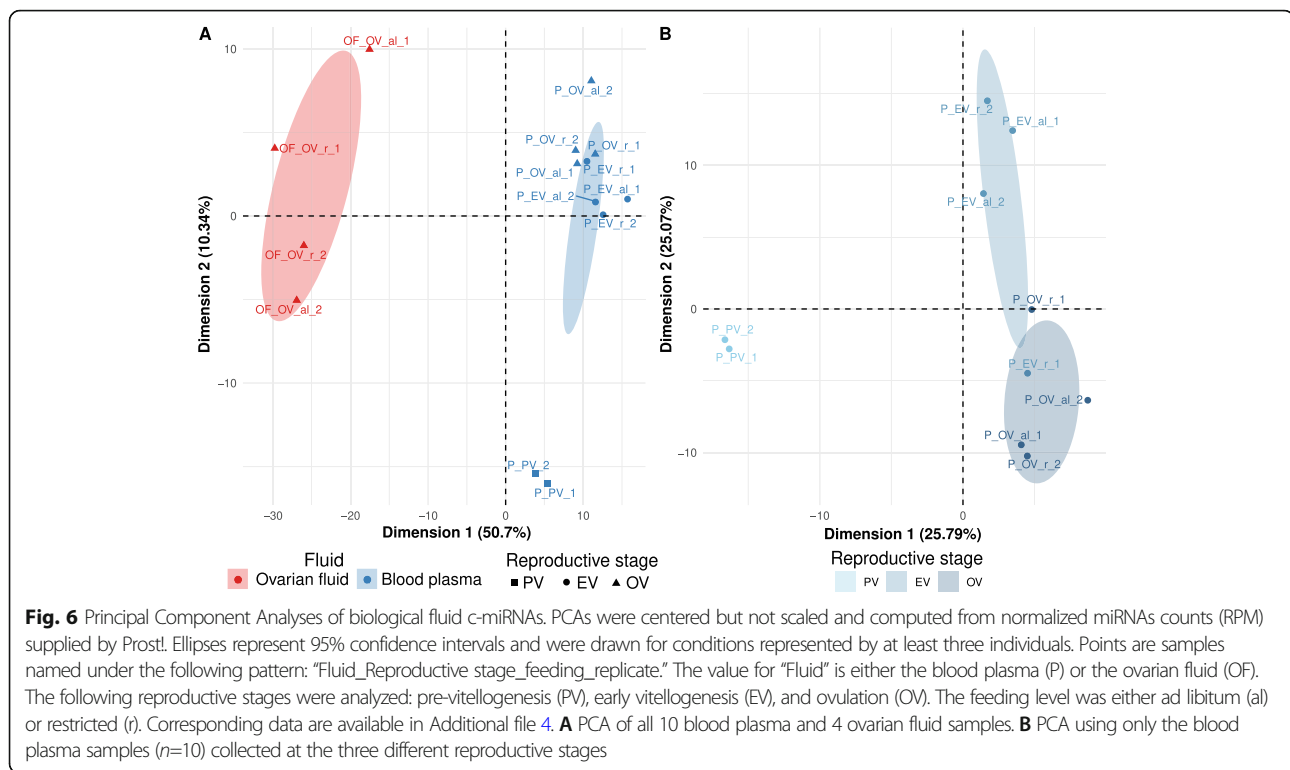 A
OF_OV_al_1
10
P_OV_al_2
P_OV_r_2
P_OV_r_1
OF_OV_r_1
P_OV_al_1
P_EV_r_1
P_EV_al_1
P_EV_al_2
0
P_EV_r_2
OF_OV_r_2
OF_OV_al_2
−10
P_PV_2
P_PV_1
Dimension 2 (10.34%)
−30 −20 −10 0 10
Dimension 1 (50.7%)
Fluid
Ovarian fluid Blood plasma
Reproductive stage
PV EV OV
B
P_EV_r_2
P_EV_al_1
10
P_EV_al_2
P_OV_r_1
0
P_PV_2
P_PV_1
P_EV_r_1
P_OV_al_2
P_OV_al_1
−10
P_OV_r_2
Dimension 2 (25.07%)
−10 0
Dimension 1 (25.79%)
Reproductive stage
PV EV OV
Fig. 6 Principal Component Analyses of biological fluid c-miRNAs. PCAs were centered but not scaled and computed from normalized miRNAs counts (RPM)
supplied by Prost!. Ellipses represent 95% confidence intervals and were drawn for conditions represented by at least three individuals. Points are samples
named under the following pattern: “Fluid_Reproductive stage_feeding_replicate.” The value for “Fluid” is either the blood plasma (P) or the ovarian fluid (OF).
The following reproductive stages were analyzed: pre-vitellogenesis (PV), early vitellogenesis (EV), and ovulation (OV). The feeding level was either ad libitum (al)
or restricted (r). Corresponding data are available in Additional file 4. A PCA of all 10 blood plasma and 4 ovarian fluid samples. B PCA using only the blood
plasma samples (n=10) collected at the three different reproductive stages